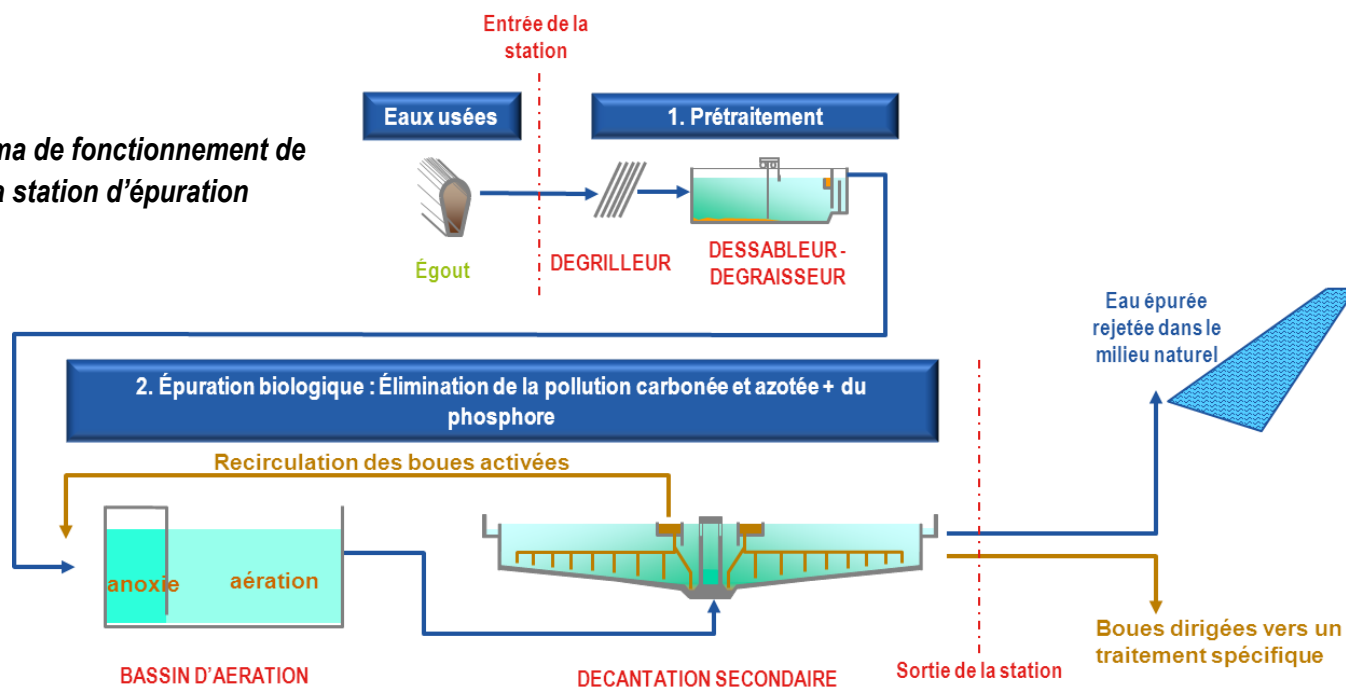 Entrée de la
station
Eaux usées
1. Prétraitement
ma de fonctionnement de
a station d'épuration
Égout
DEGRILLEUR
DESSABLEUR -
DEGRAISSEUR
Eau épurée
rejetée dans le
milieu naturel
2. Épuration biologique : Élimination de la pollution carbonée et azotée + du
phosphore
Recirculation des boues activées
anoxie
aération
BASSIN D'AERATION
DECANTATION SECONDAIRE
Sortie de la station
Boues dirigées vers un
traitement spécifique